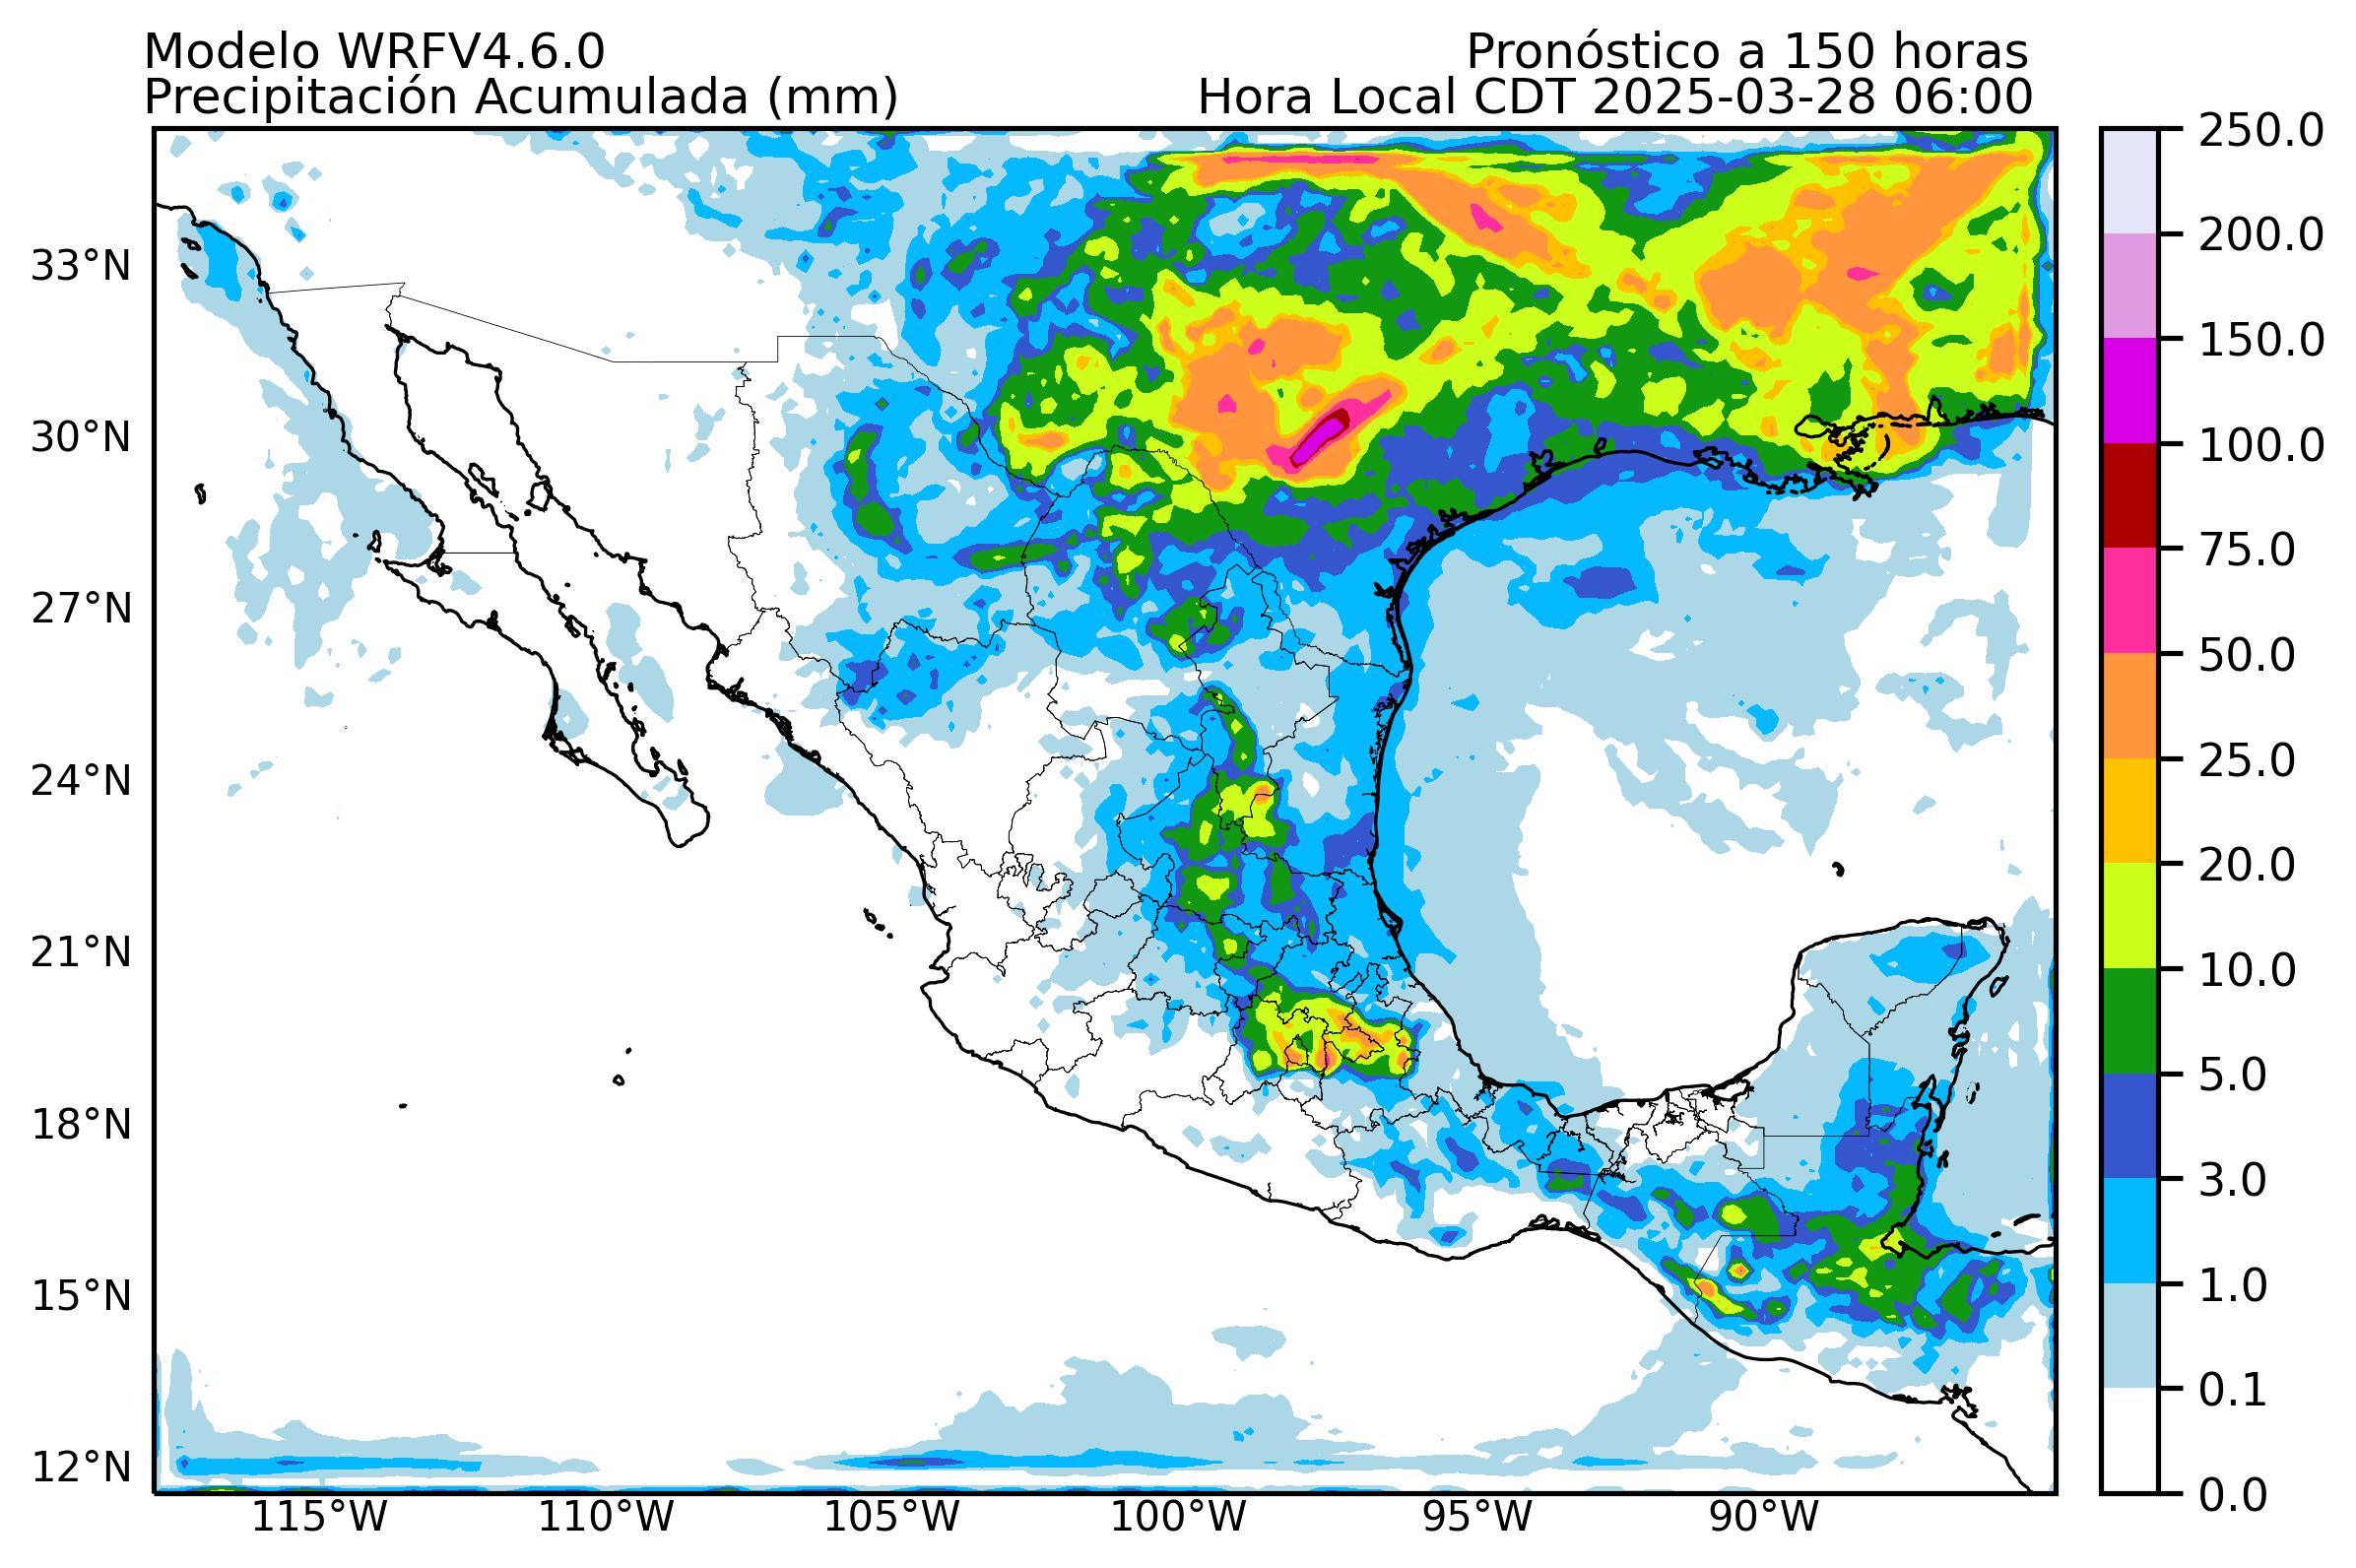 Modelo WRFV4.6.0
Pronóstico a 150 horas
Precipitación Acumulada (mm)
Hora Local CDT 2025-03-28 06:00
33°N
30°N
27°N
24°N
21°N
18°N
15°N
12°N
115°W
110°W
105°W
100°W
95°W
90°W
250.0
200.0
150.0
100.0
75.0
50.0
25.0
20.0
10.0
5.0
3.0
1.0
0.1
0.0